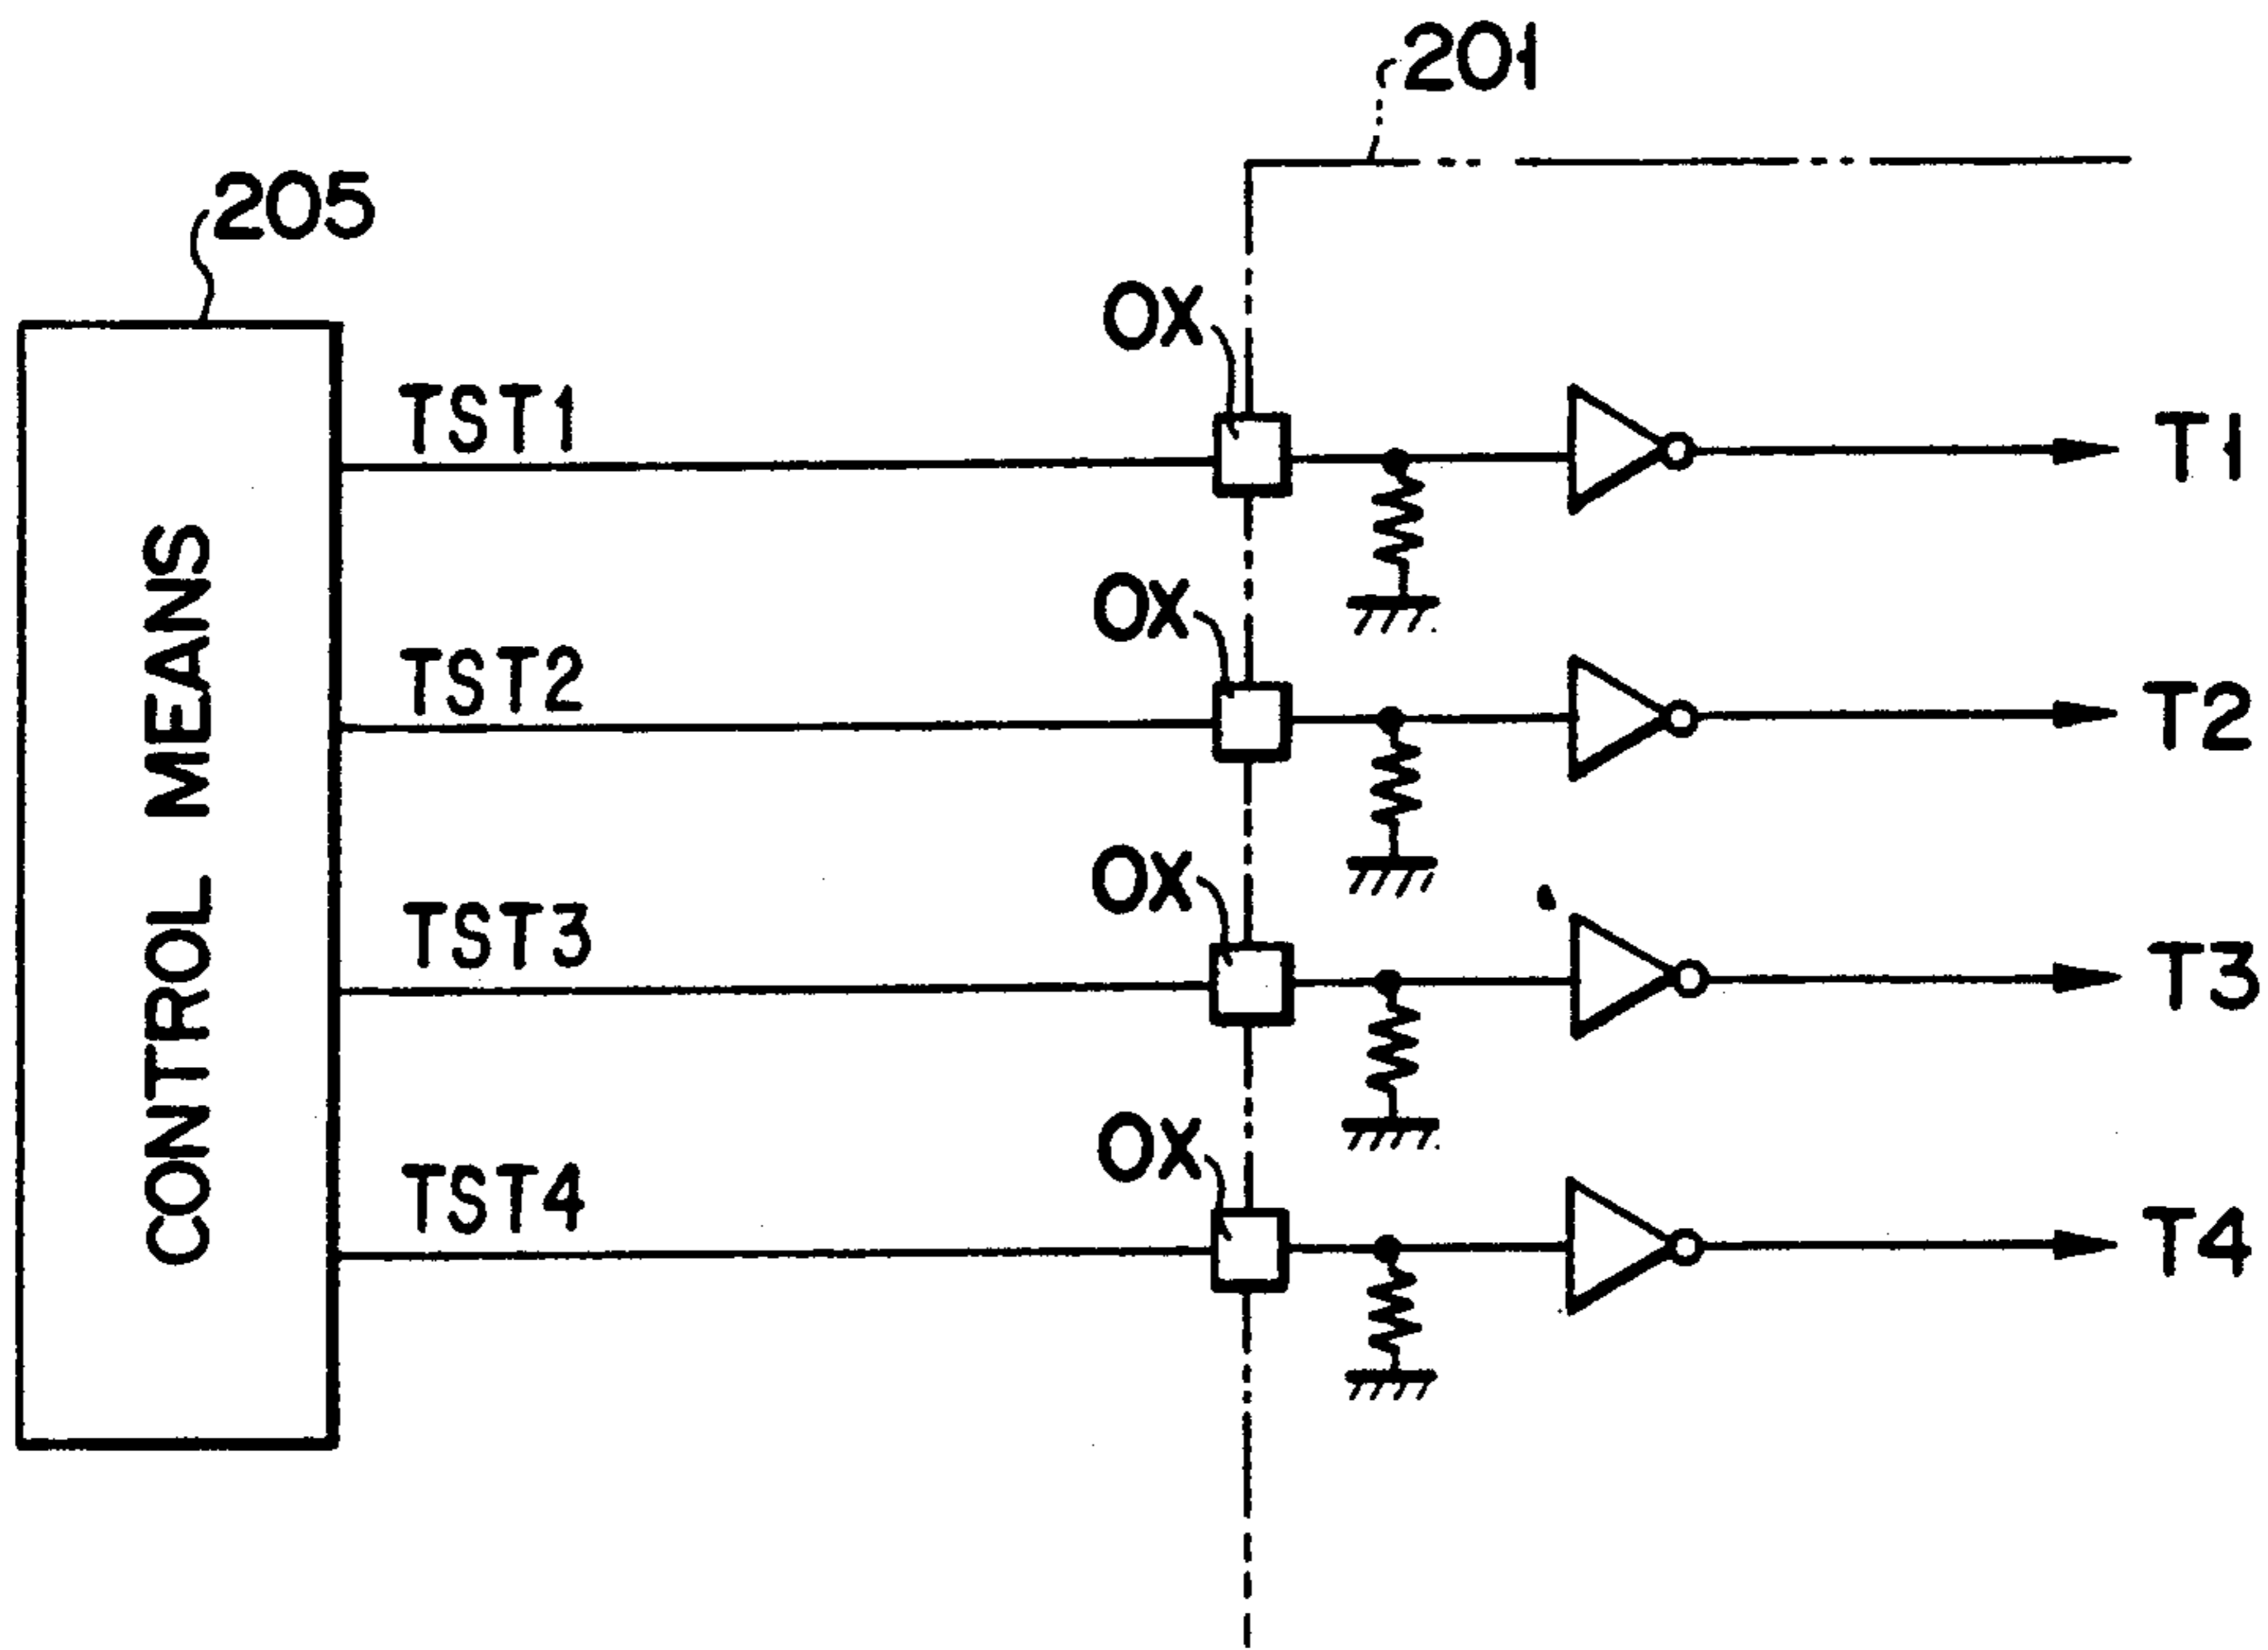 201
205
OX
TST1
T1
OX
TST2
T2
OX
TST3
T3
OX
TST4
T4
CONTROL MEANS